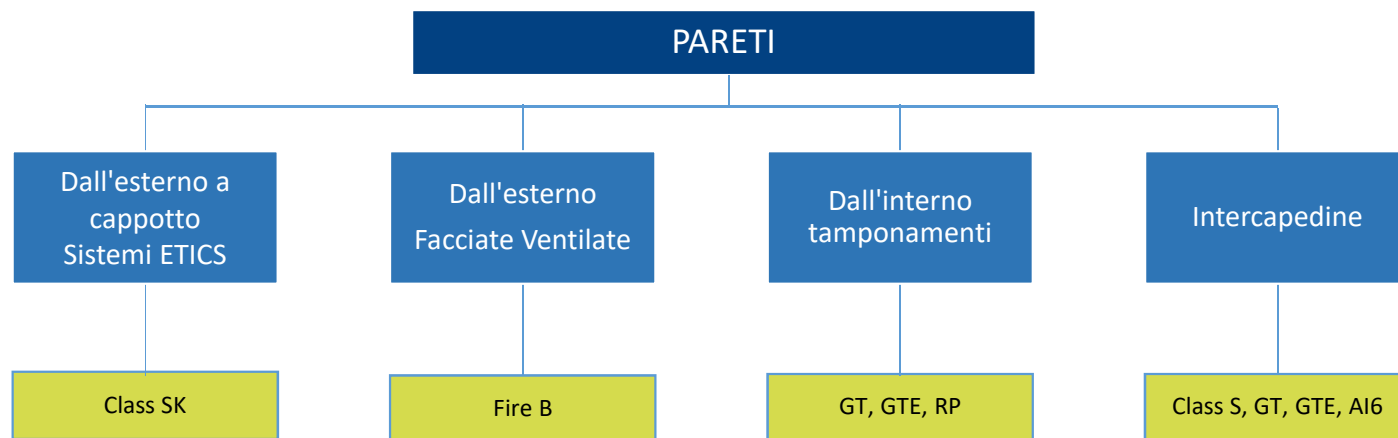 PARETI
Dall'esterno a
cappotto
Sistemi ETICS
Dall'esterno
Facciate Ventilate
Dall'interno
tamponamenti
Intercapedine
Class SK
Fire B
GT, GTE, RP
Class S, GT, GTE, AI6